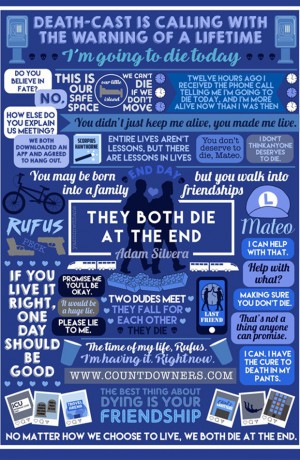 DEATH-CAST IS CALLING WITH
THE WARNING OF A LIFETIME
I'm going to die today
DO YOU
BELIEVE IN
FATE?
NO.
THIS IS
OUR
SAFE
SPACE
our little
island
WE CAN'T
DIE
IF WE
DON'T
MOVE
TWELVE HOURS AGO I
RECEIVED THE PHONE CALL
TELLING ME I'M GOING TO
DIE TODAY, AND I'M MORE
ALIVE NOW THAN I WAS THEN
HOW ELSE DO
YOU EXPLAIN
US MEETING?
You didn't just keep me alive, you made me live.
WE BOTH
DOWNLOADED AN
APP AND AGREED
TO HANG OUT.
SCORPIUS
HAWTHORNE
ENTIRE LIVES AREN'T
LESSONS, BUT THERE
ARE LESSONS IN LIVES
You don't
deserve to
die, Mateo.
I DON'T
THINK ANYONE
DESERVES
TO DIE.
You may be born
into a family
END DAY
but you walk into
friendships
RUFUS
THEY BOTH DIE
AT THE END
Adam Silvera
L
Mateo
I CAN HELP
WITH THAT.
Help with
what?
MAKING SURE
YOU DON'T DIE.
That's not a
thing anyone
can promise.
I CAN. I HAVE
THE CURE TO
DEATH IN MY
PANTS.
IF YOU
LIVE IT
RIGHT,
ONE
DAY
SHOULD
BE
GOOD
PROMISE ME
YOU'LL BE
OKAY.
It would be
a huge lie.
PLEASE LIE
TO ME.
TWO DUDES MEET
THEY FALL FOR
EACH OTHER
THEY DIE
LAST
FRIEND
The time of my life, Rufus.
I'm having it. Right now.
WWW.COUNTDOWNERS.COM
THE BEST THING ABOUT
DYING IS YOUR
FRIENDSHIP
ICU
NO MATTER HOW WE CHOOSE TO LIVE, WE BOTH DIE AT THE END.